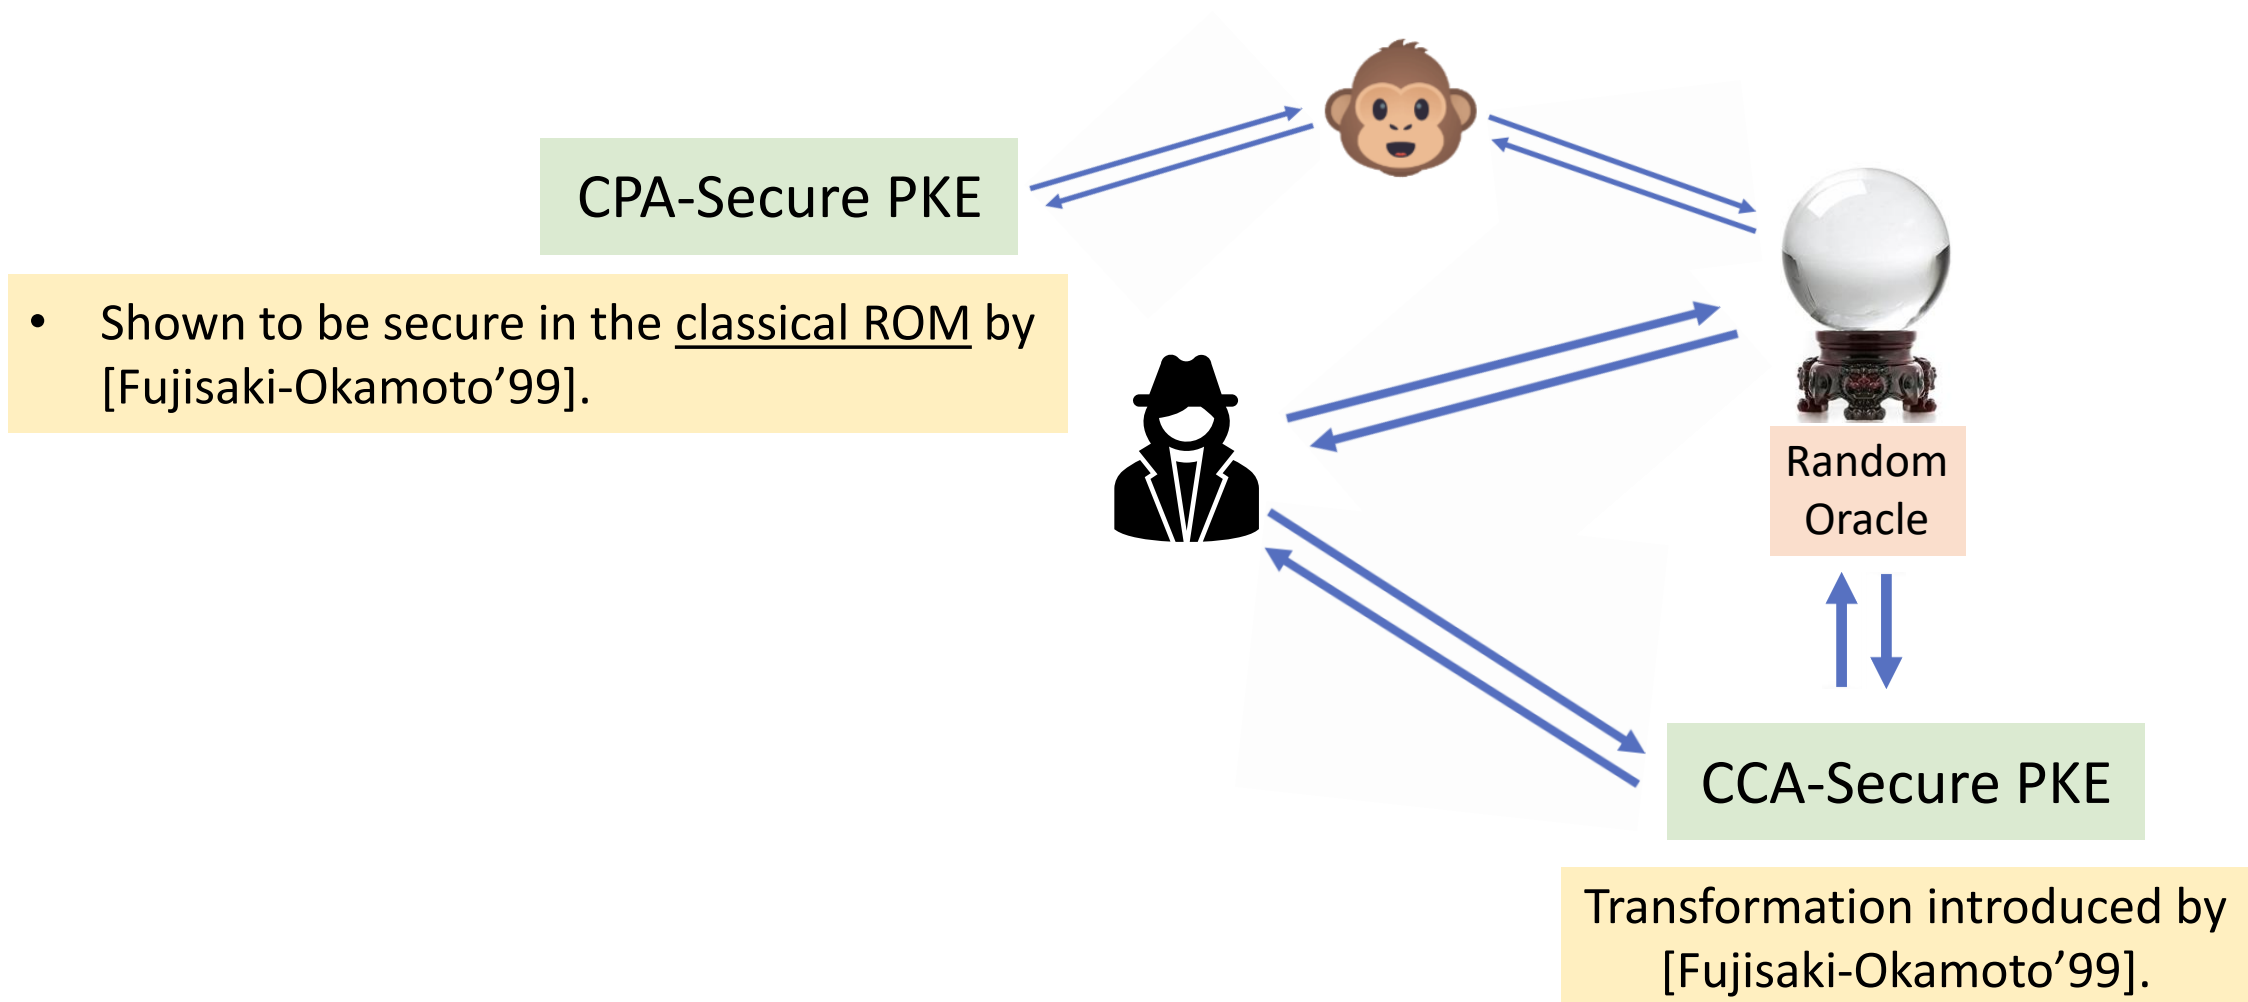 CPA-Secure PKE
• Shown to be secure in the classical ROM by
[Fujisaki-Okamoto’99].
Random
Oracle
CCA-Secure PKE
Transformation introduced by
[Fujisaki-Okamoto’99].